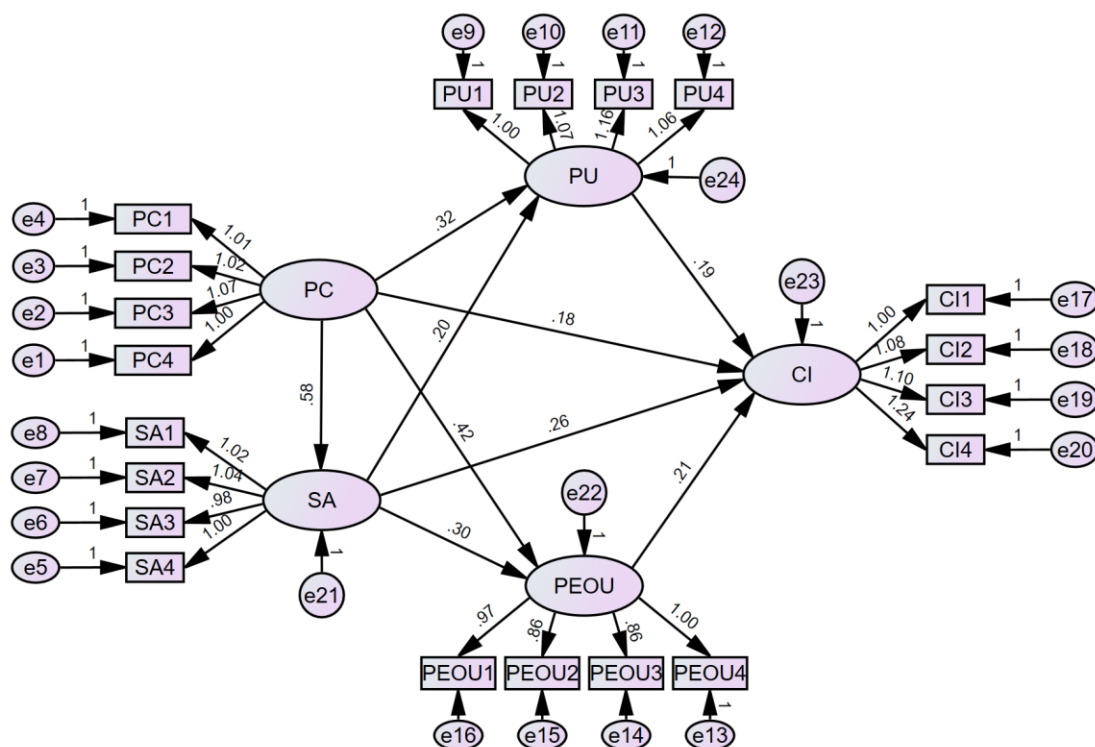 e9 e10 e11 e12
1 1 1 1
PU1 PU2 PU3 PU4
1.00 1.07 1.16 1.06
PU 1 e24
e4 1 PC1
e3 1 PC2
e2 1 PC3
e1 1 PC4
1.01
1.02
1.07
1.00
PC
.32
.20
.18
.58
.42
.19
e23
1
CI
1.00
1.08
1.10
1.24
CI1 1 e17
CI2 1 e18
CI3 1 e19
CI4 1 e20
e8 1 SA1
e7 1 SA2
e6 1 SA3
e5 1 SA4
1.02
1.04
.98
1.00
SA
1
e21
.26
.30
.21
e22
1
PEOU
.97 .86 .86 1.00
PEOU1 PEOU2 PEOU3 PEOU4
1
e16 e15 e14 e13